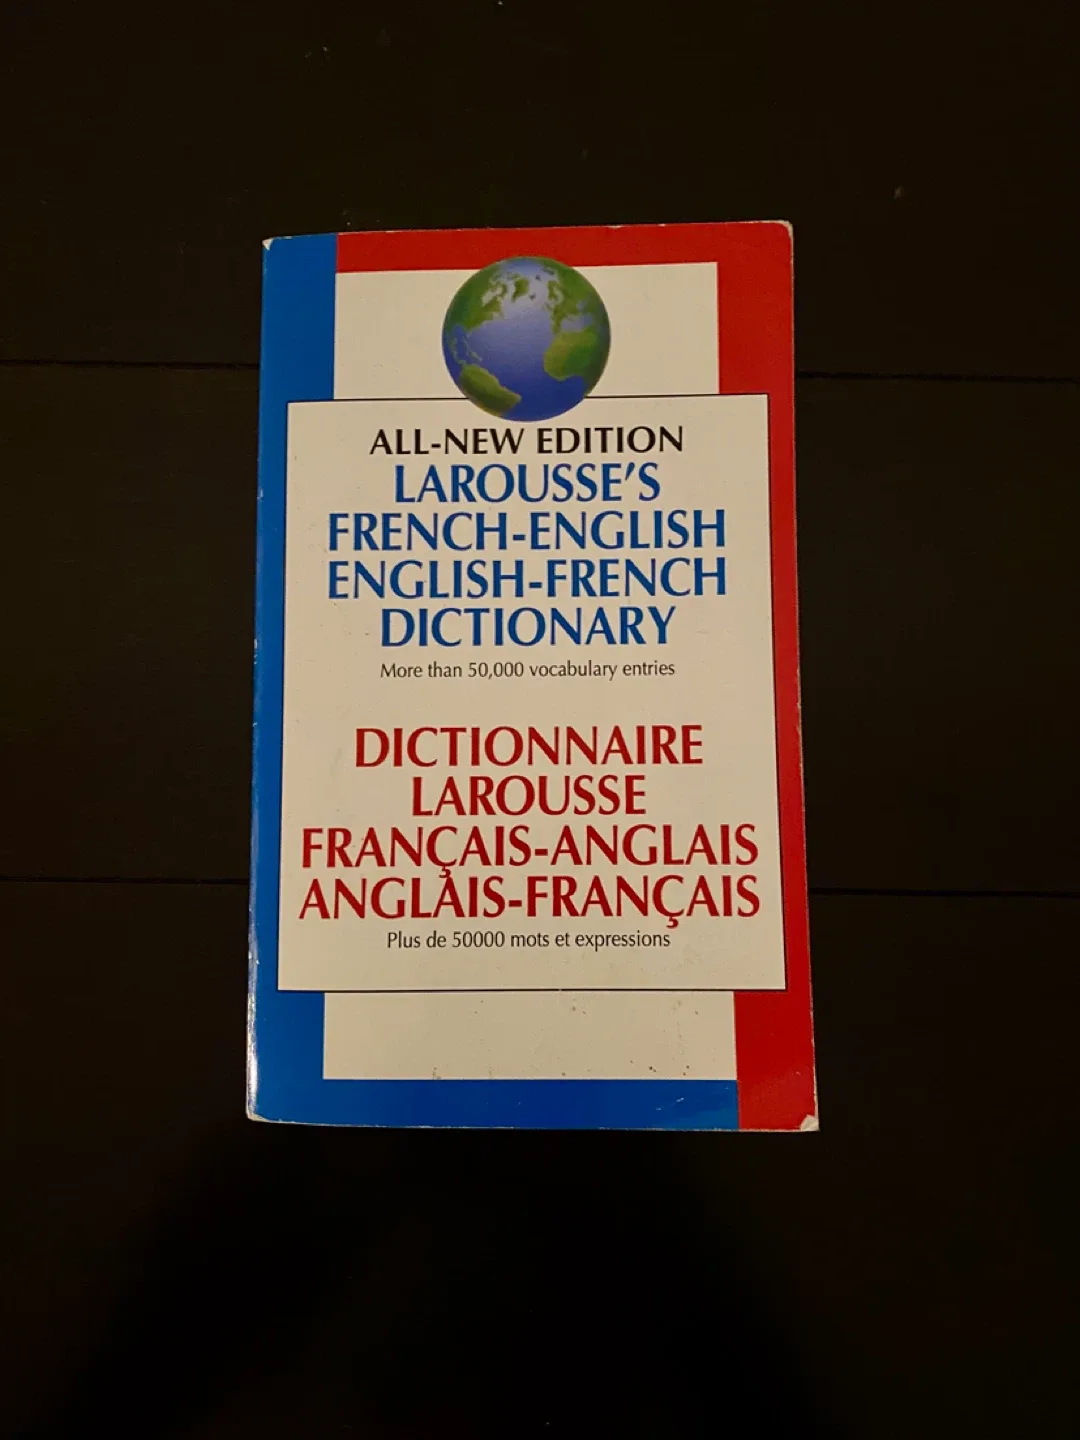 ALL-NEW EDITION
LAROUSSE'S
FRENCH-ENGLISH
ENGLISH-FRENCH
DICTIONARY
More than 50,000 vocabulary entries
DICTIONNAIRE
LAROUSSE
FRANÇAIS-ANGLAIS
ANGLAIS-FRANÇAIS
Plus de 50000 mots et expressions